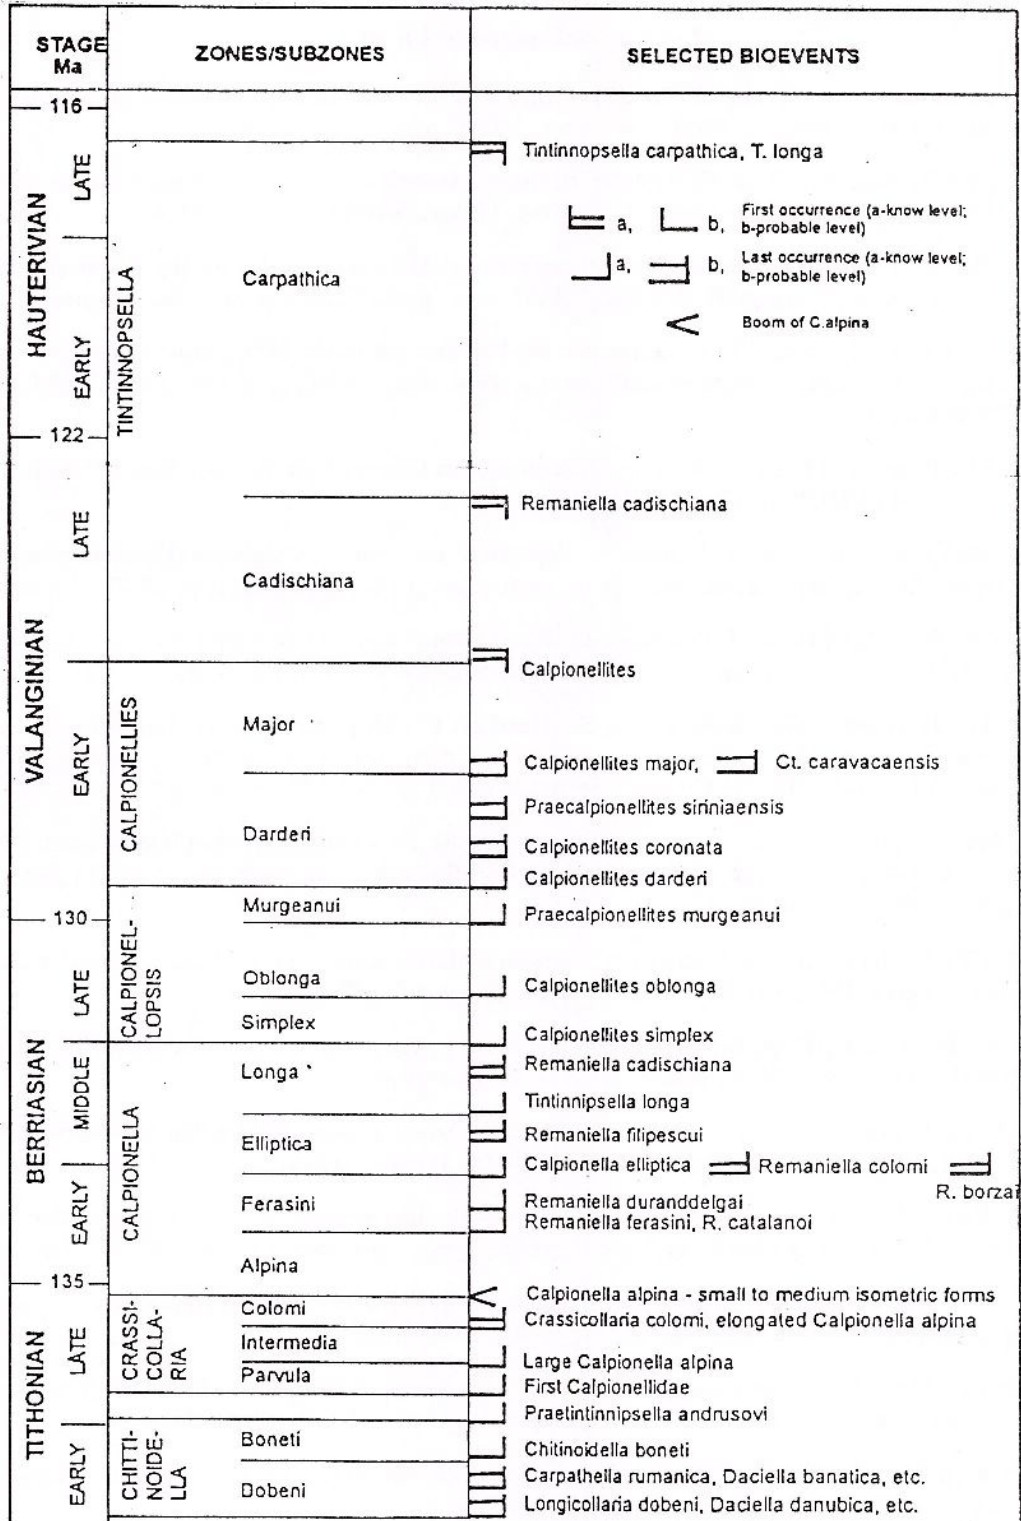 STAGE
Ma
ZONES/SUBZONES
SELECTED BIOEVENTS
116
HAUTERIVIAN
LATE
EARLY
TINTINNOPSELLA
Carpathica
Tintinnopsella carpathica, T. longa
a, b, First occurrence (a-know level;
b-probable level)
a, b, Last occurrence (a-know level;
b-probable level)
Boom of C.alpina
122
VALANGINIAN
LATE
Remaniella cadischiana
Cadischiana
Calpionellites
EARLY
CALPIONELLIES
Major
Calpionellites major, Ct. caravacaensis
Praecalpionellites siriniaensis
Darderi
Calpionellites coronata
Calpionellites darderi
Murgeanui
Praecalpionellites murgeanui
130
BERRIASIAN
LATE
CALPIONEL-
LOPSIS
Oblonga
Calpionellites oblonga
Simplex
Calpionellites simplex
MIDDLE
CALPIONELLA
Longa
Remaniella cadischiana
Tintinnipsella longa
Elliptica
Remaniella filipescui
Calpionella elliptica Remaniella colomi
R. borzai
EARLY
Ferasini
Remaniella duranddelgai
Remaniella ferasini, R. catalanoi
Alpina
135
TITHONIAN
LATE
CRASSI-
COLLA-
RIA
Calpionella alpina - small to medium isometric forms
Colomi
Crassicollaria colomi, elongated Calpionella alpina
Intermedia
Large Calpionella alpina
Parvula
First Calpionellidae
Praetintinnipsella andrusovi
EARLY
CHITTI-
NOIDE-
LLA
Boneti
Chitinoidella boneti
Carpathella rumanica, Daciella banatica, etc.
Dobeni
Longicollaria dobeni, Daciella danubica, etc.